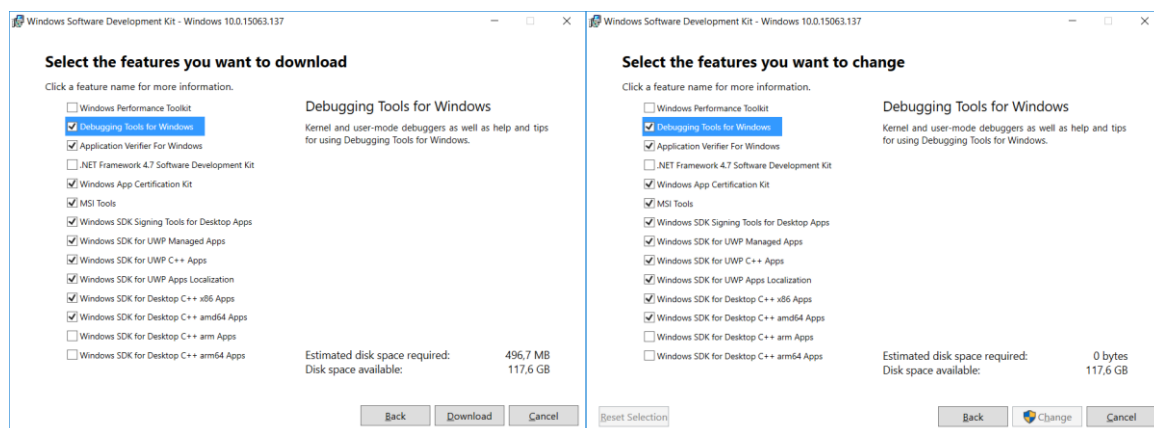 Windows Software Development Kit - Windows 10.0.15063.137
Select the features you want to download
Click a feature name for more information.
Windows Performance Toolkit
Debugging Tools for Windows
Application Verifier For Windows
.NET Framework 4.7 Software Development Kit
Windows App Certification Kit
MSI Tools
Windows SDK Signing Tools for Desktop Apps
Windows SDK for UWP Managed Apps
Windows SDK for UWP C++ Apps
Windows SDK for UWP Apps Localization
Windows SDK for Desktop C++ x86 Apps
Windows SDK for Desktop C++ amd64 Apps
Windows SDK for Desktop C++ arm Apps
Windows SDK for Desktop C++ arm64 Apps
Debugging Tools for Windows
Kernel and user-mode debuggers as well as help and tips
for using Debugging Tools for Windows.
Estimated disk space required: 496,7 MB
Disk space available: 117,6 GB
Back Download Cancel
Windows Software Development Kit - Windows 10.0.15063.137
Select the features you want to change
Click a feature name for more information.
Windows Performance Toolkit
Debugging Tools for Windows
Application Verifier For Windows
.NET Framework 4.7 Software Development Kit
Windows App Certification Kit
MSI Tools
Windows SDK Signing Tools for Desktop Apps
Windows SDK for UWP Managed Apps
Windows SDK for UWP C++ Apps
Windows SDK for UWP Apps Localization
Windows SDK for Desktop C++ x86 Apps
Windows SDK for Desktop C++ amd64 Apps
Windows SDK for Desktop C++ arm Apps
Windows SDK for Desktop C++ arm64 Apps
Debugging Tools for Windows
Kernel and user-mode debuggers as well as help and tips
for using Debugging Tools for Windows.
Estimated disk space required: 0 bytes
Disk space available: 117,6 GB
Reset Selection Back Change Cancel